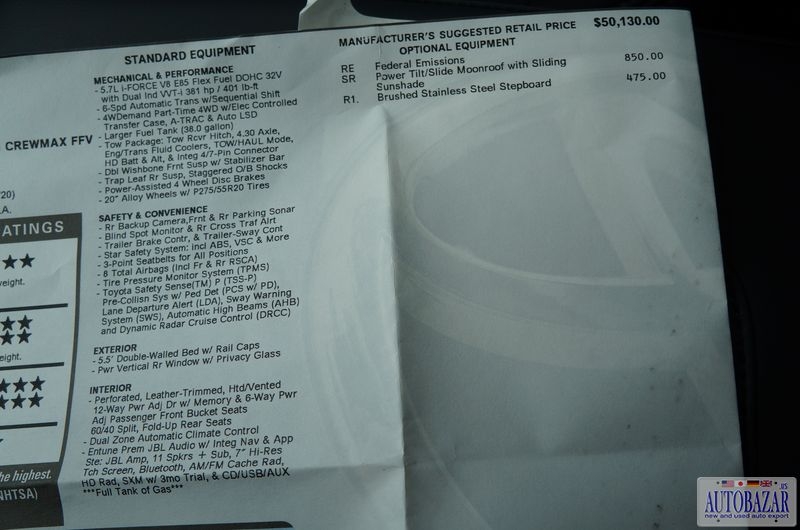 CREWMAX FFV
/20)
.A.
ATINGS
★★
weight.
★★★
★★
eight.
★★★
★★★
he highest.
NHTSA)
STANDARD EQUIPMENT
MECHANICAL & PERFORMANCE
- 5.7L i-FORCE V8 E85 Flex Fuel DOHC 32V
with Dual Ind VVT-i 381 hp / 401 lb-ft
- 6-Spd Automatic Trans w/Sequential Shift
- 4WDemand Part-Time 4WD w/Elec Controlled
Transfer Case, A-TRAC & Auto LSD
- Larger Fuel Tank (38.0 gallon)
- Tow Package: Tow Rcvr Hitch, 4.30 Axle,
Eng/Trans Fluid Coolers, TOW/HAUL Mode,
HD Batt & Alt, & Integ 4/7-Pin Connector
- Dbl Wishbone Frnt Susp w/ Stabilizer Bar
- Trap Leaf Rr Susp, Staggered O/B Shocks
- Power-Assisted 4 Wheel Disc Brakes
- 20" Alloy Wheels w/ P275/55R20 Tires
SAFETY & CONVENIENCE
- Rr Backup Camera,Frnt & Rr Parking Sonar
- Blind Spot Monitor & Rr Cross Traf Alrt
- Trailer Brake Contr, & Trailer-Sway Cont
- Star Safety System: incl ABS, VSC & More
- 3-Point Seatbelts for All Positions
- 8 Total Airbags (Incl Fr & Rr RSCA)
- Tire Pressure Monitor System (TPMS)
- Toyota Safety Sense(TM) P (TSS-P)
Pre-Collisn Sys w/ Ped Det (PCS w/ PD),
Lane Departure Alert (LDA), Sway Warning
System (SWS), Automatic High Beams (AHB)
and Dynamic Radar Cruise Control (DRCC)
EXTERIOR
- 5.5' Double-Walled Bed w/ Rail Caps
- Pwr Vertical Rr Window w/ Privacy Glass
INTERIOR
- Perforated, Leather-Trimmed, Htd/Vented
12-Way Pwr Adj Dr w/ Memory & 6-Way Pwr
Adj Passenger Front Bucket Seats
60/40 Split, Fold-Up Rear Seats
- Dual Zone Automatic Climate Control
- Entune Prem JBL Audio w/ Integ Nav & App
Ste: JBL Amp, 11 Spkrs + Sub, 7" Hi-Res
Tch Screen, Bluetooth, AM/FM Cache Rad,
HD Rad, SXM w/ 3mo Trial, & CD/USB/AUX
***Full Tank of Gas***
MANUFACTURER'S SUGGESTED RETAIL PRICE $50,130.00
OPTIONAL EQUIPMENT
RE Federal Emissions
SR Power Tilt/Slide Moonroof with Sliding 850.00
Sunshade
R1. Brushed Stainless Steel Stepboard 475.00
AUTOBAZAR.US
new and used auto export